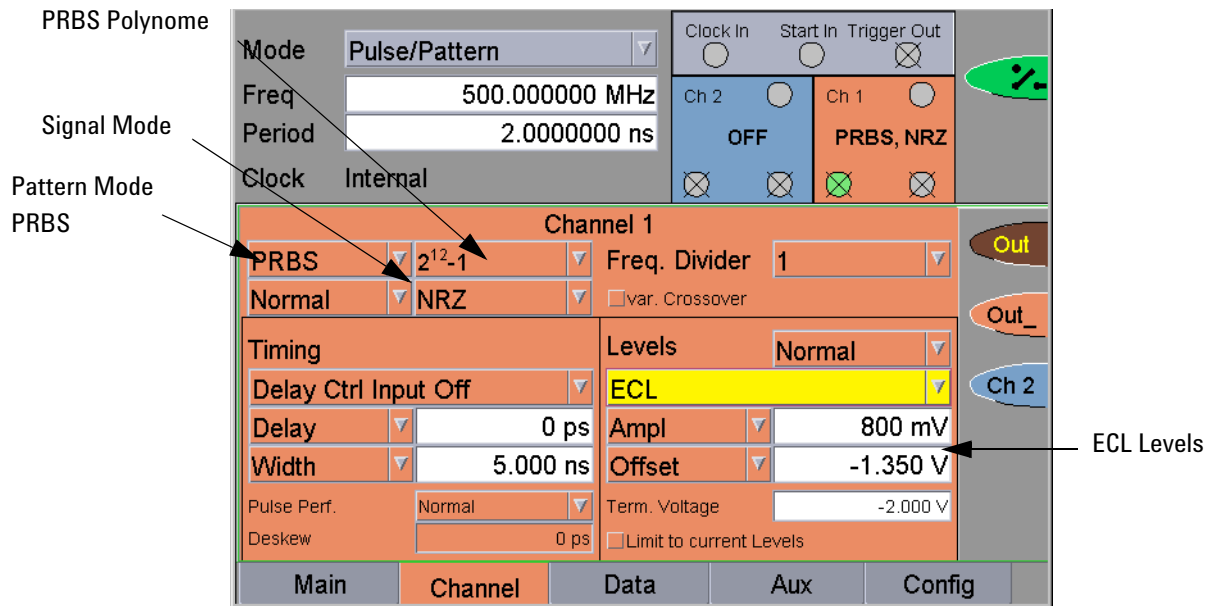 PRBS Polynome
Signal Mode
Pattern Mode
PRBS
Mode Pulse/Pattern
Freq 500.000000 MHz
Period 2.0000000 ns
Clock Internal
Clock In Start In Trigger Out
Ch 2 Ch 1
OFF PRBS, NRZ
Channel 1
PRBS 2¹²-1 Freq. Divider 1
Normal NRZ var. Crossover
Timing Levels Normal
Delay Ctrl Input Off ECL
Delay 0 ps Ampl 800 mV
Width 5.000 ns Offset -1.350 V
Pulse Perf. Normal Term. Voltage -2.000 V
Deskew 0 ps Limit to current Levels
Out
Out_
Ch 2
ECL Levels
Main Channel Data Aux Config